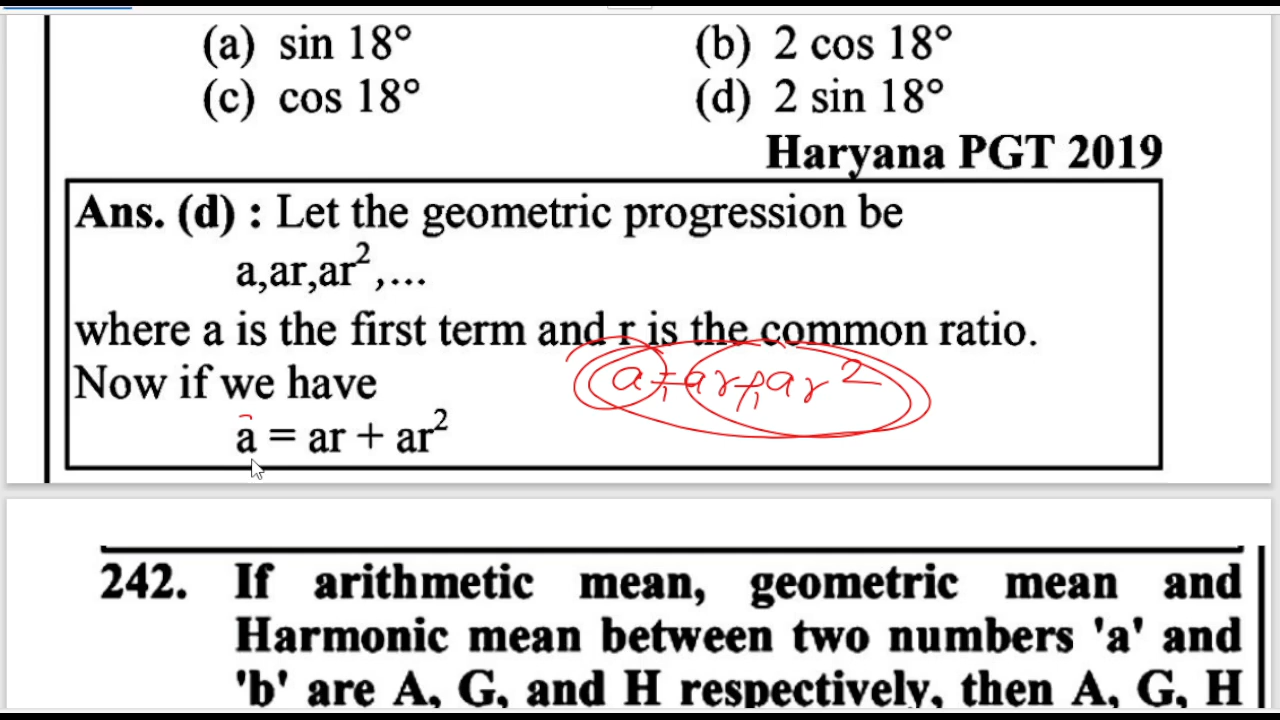 (a) sin 18° (b) 2 cos 18°
(c) cos 18° (d) 2 sin 18°
Haryana PGT 2019
Ans. (d) : Let the geometric progression be
a,ar,ar²,...
where a is the first term and r is the common ratio.
Now if we have
a = ar + ar²
a = ar + ar²
242. If arithmetic mean, geometric mean and
Harmonic mean between two numbers 'a' and
'b' are A, G, and H respectively, then A, G, H